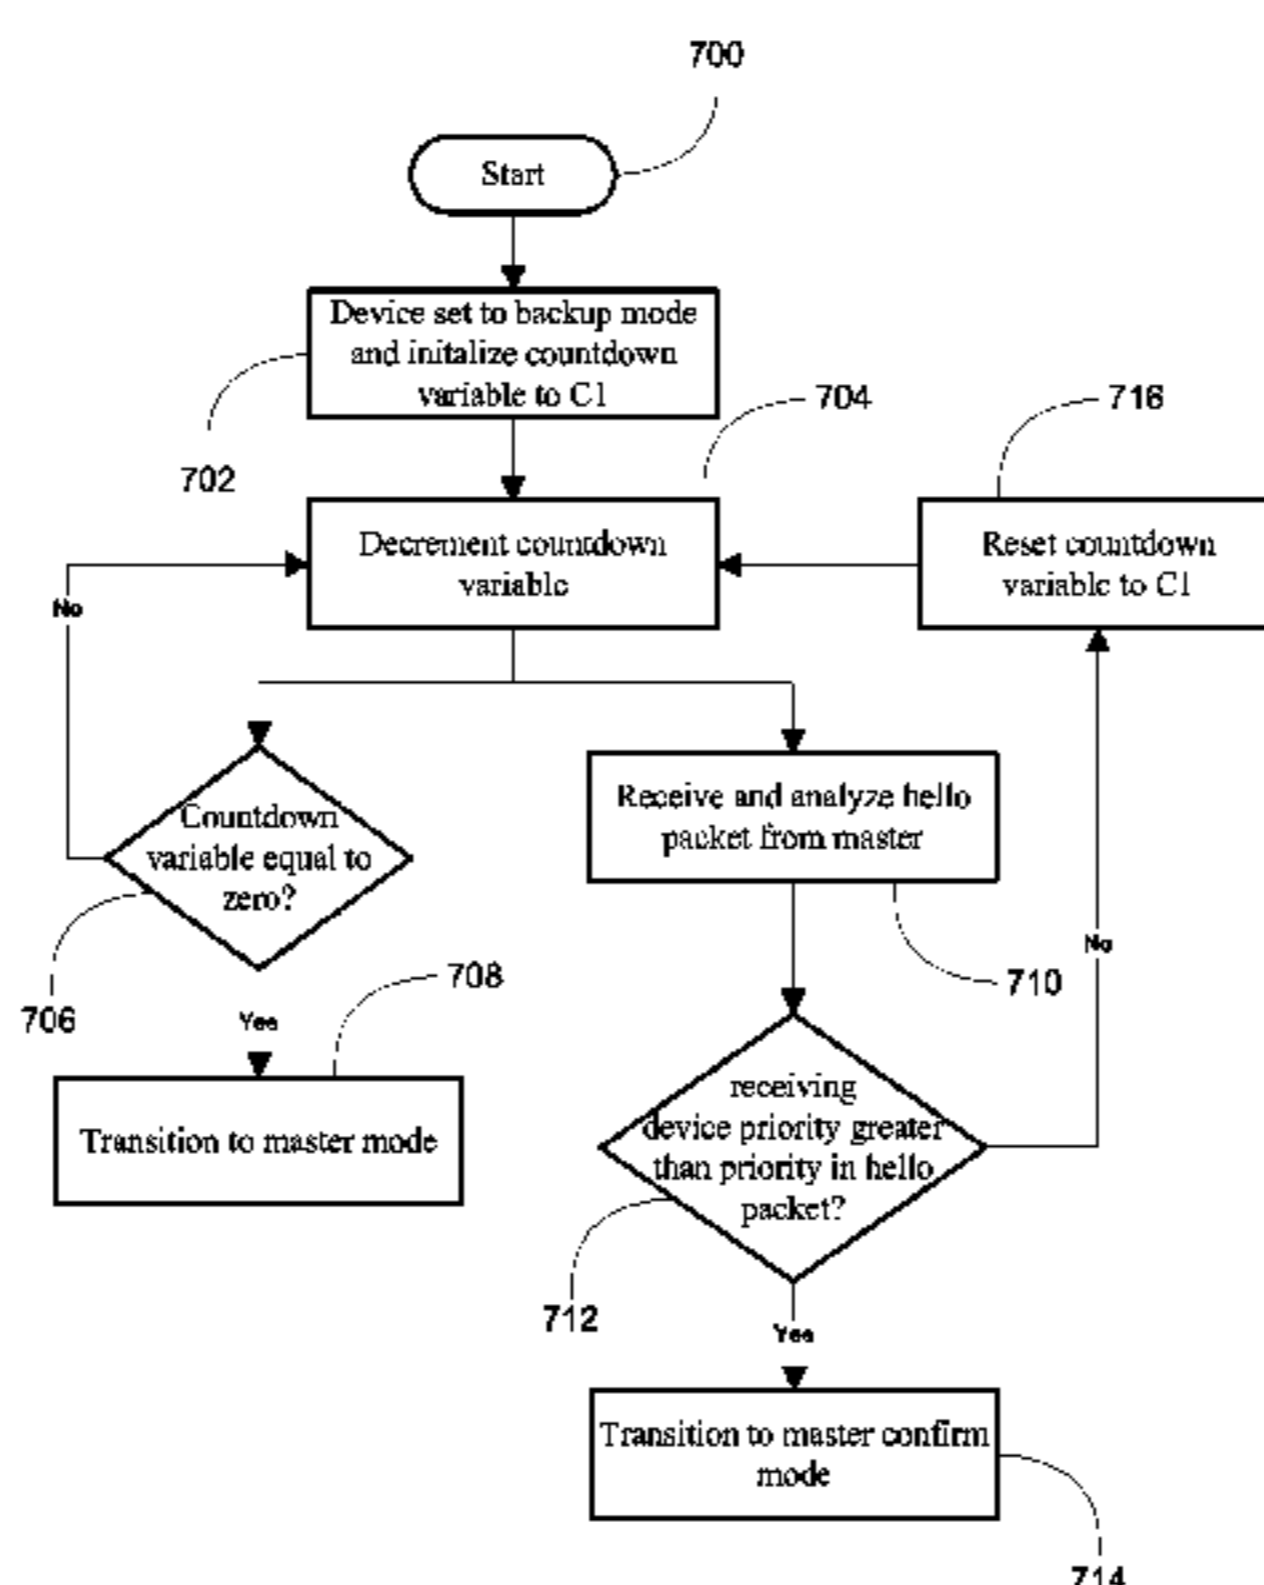 700
Start
Device set to backup mode
and initalize countdown
variable to C1
702
704
716
Decrement countdown
variable
Reset countdown
variable to C1
No
Countdown
variable equal to
zero?
Receive and analyze hello
packet from master
No
706
Yes
708
710
Transition to master mode
receiving
device priority greater
than priority in hello
packet?
712
Yes
Transition to master confirm
mode
714